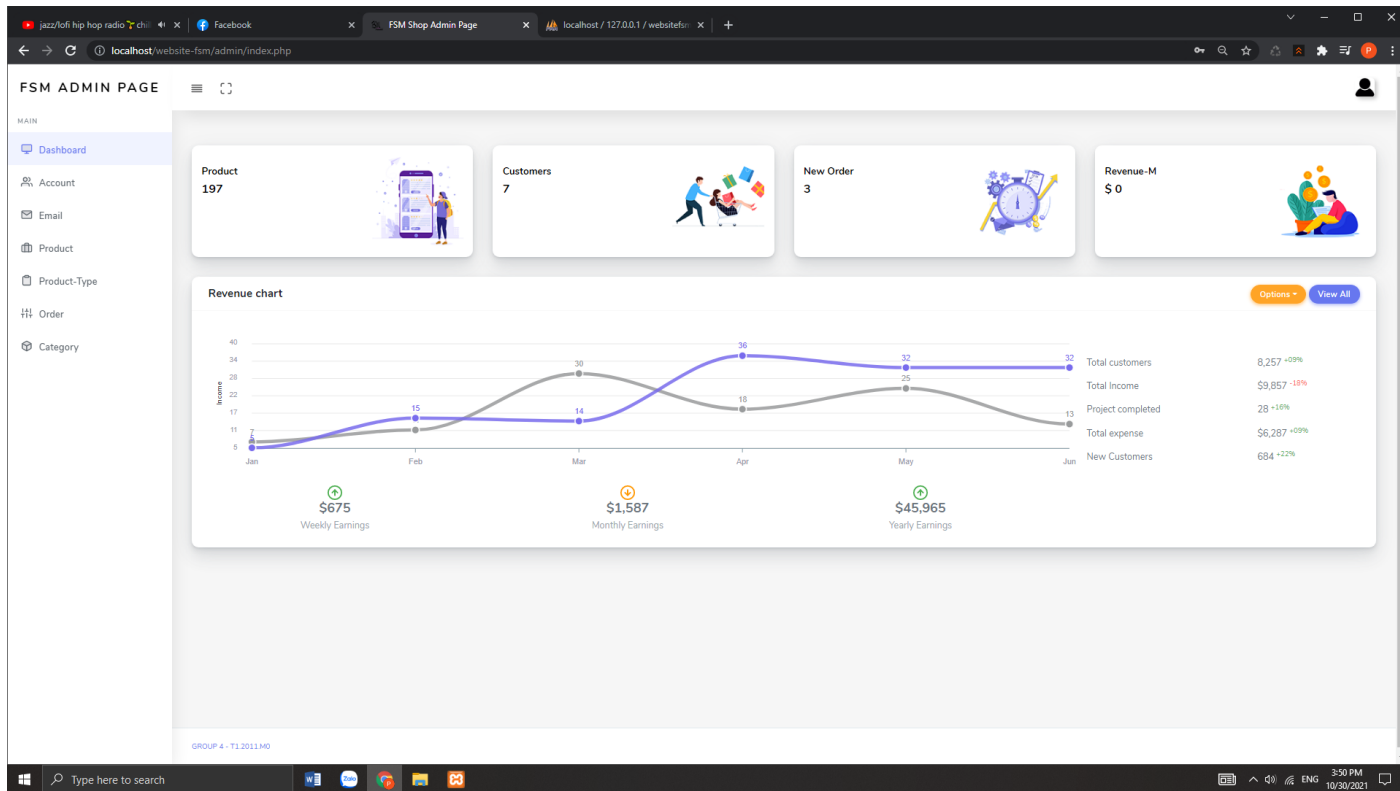 jazz/lofi hip hop radio chil
Facebook
FSM Shop Admin Page
localhost / 127.0.0.1 / websitefsm
localhost/website-fsm/admin/index.php
FSM ADMIN PAGE
MAIN
Dashboard
Account
Email
Product
Product-Type
Order
Category
Product
197
Customers
7
New Order
3
Revenue-M
$ 0
Revenue chart
Options
View All
Income
40
34
28
22
17
11
5
7
15
30
14
36
18
32
25
32
13
Jan
Feb
Mar
Apr
May
Jun
Total customers 8,257 +09%
Total Income $9,857 -18%
Project completed 28 +16%
Total expense $6,287 +09%
New Customers 684 +22%
$675
Weekly Earnings
$1,587
Monthly Earnings
$45,965
Yearly Earnings
GROUP 4 - T1.2011.M0
Type here to search
W
Zalo
P
ENG
3:50 PM
10/30/2021